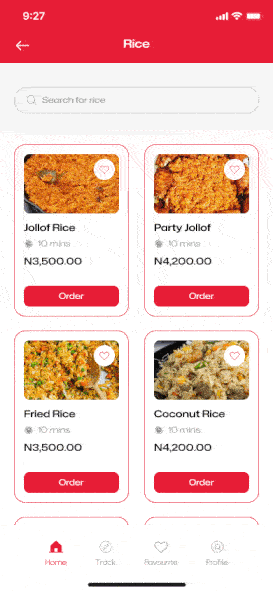 9:27
Rice
Search for rice
Jollof Rice
10 mins
N3,500.00
Order
Party Jollof
10 mins
N4,200.00
Order
Fried Rice
10 mins
N3,500.00
Order
Coconut Rice
10 mins
N4,200.00
Order
Home
Track
Favourite
Profile